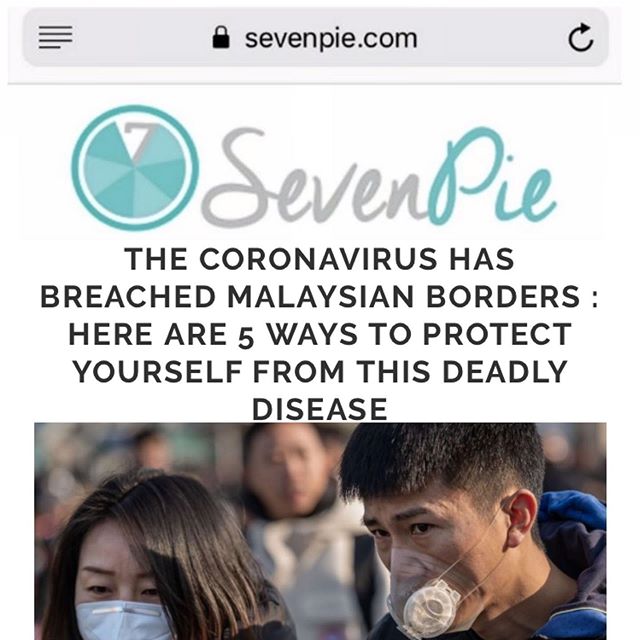 sevenpie.com
7 SevenPie
THE CORONAVIRUS HAS
BREACHED MALAYSIAN BORDERS :
HERE ARE 5 WAYS TO PROTECT
YOURSELF FROM THIS DEADLY
DISEASE